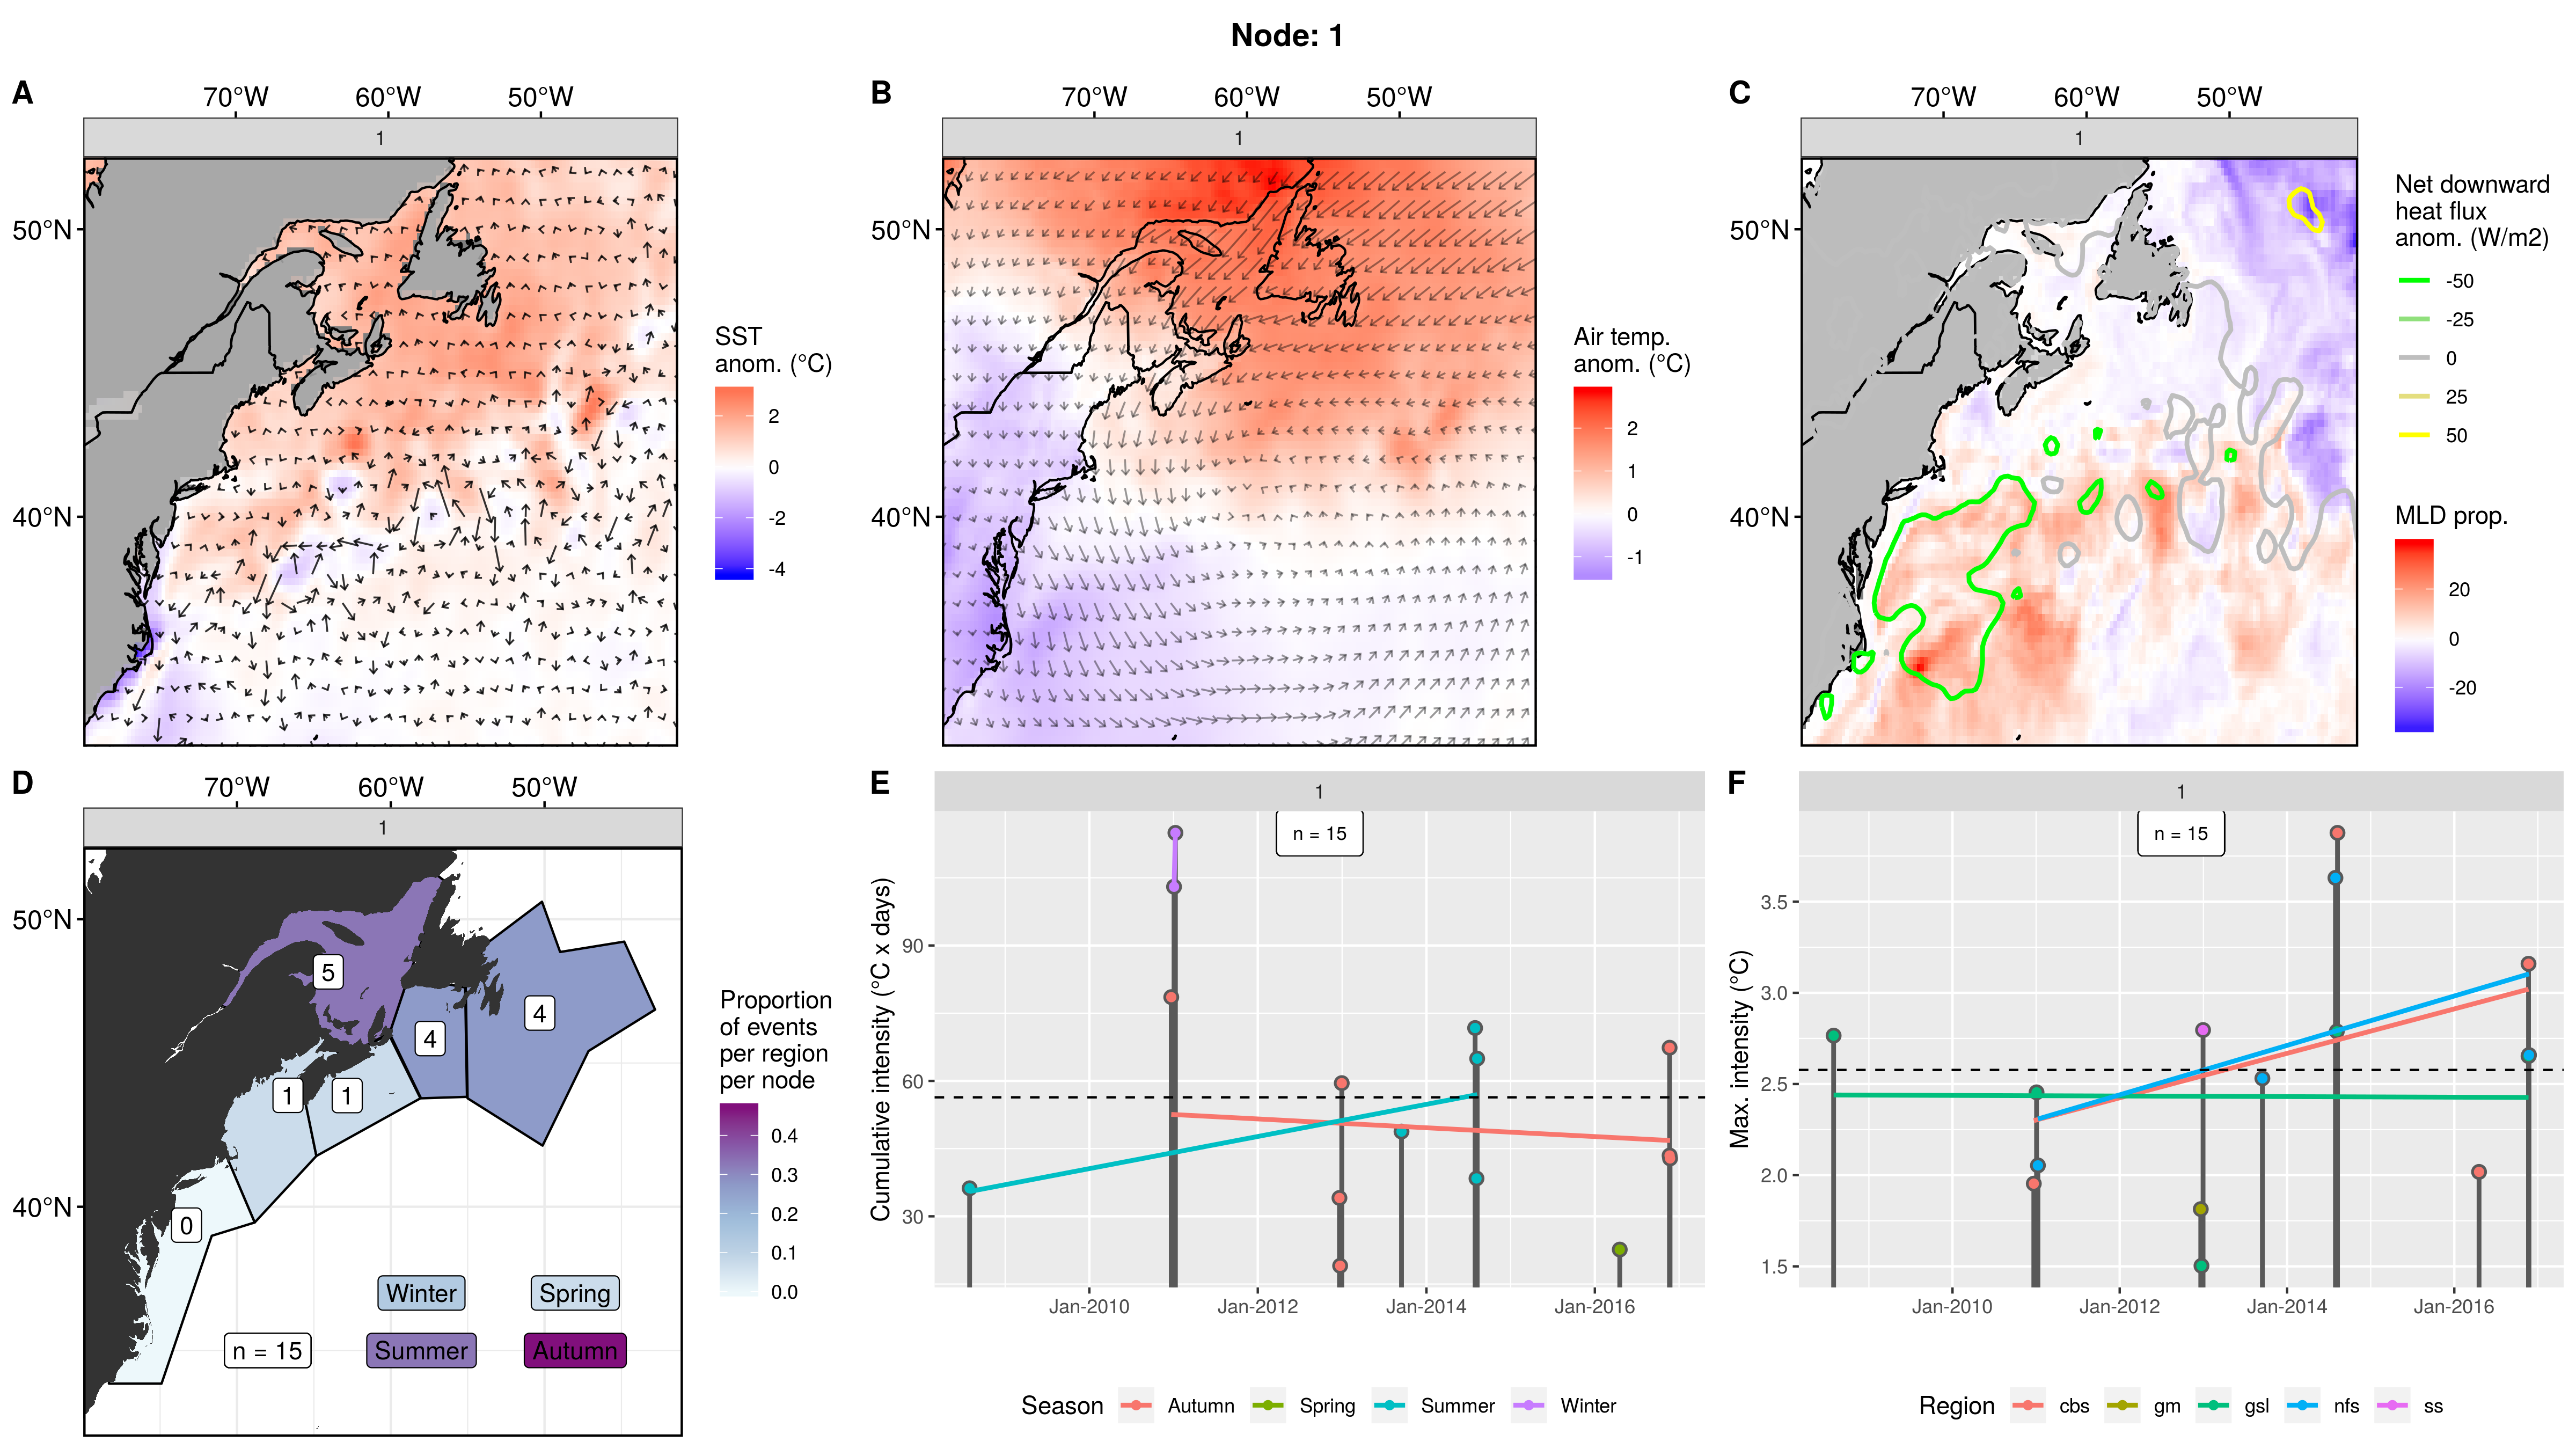 Node: 1
A
70°W 60°W 50°W
1
50°N
40°N
SST
anom. (°C)
2
0
-2
-4
B
70°W 60°W 50°W
1
50°N
40°N
Air temp.
anom. (°C)
2
1
0
-1
C
70°W 60°W 50°W
1
50°N
40°N
Net downward
heat flux
anom. (W/m2)
-50
-25
0
25
50
MLD prop.
20
0
-20
D
70°W 60°W 50°W
1
50°N
40°N
5
4
4
1
1
0
Winter
Spring
n = 15
Summer
Autumn
Proportion
of events
per region
per node
0.4
0.3
0.2
0.1
0.0
E
1
n = 15
Cumulative intensity (°C x days)
90
60
30
Jan-2010 Jan-2012 Jan-2014 Jan-2016
Season Autumn Spring Summer Winter
F
1
n = 15
Max. intensity (°C)
3.5
3.0
2.5
2.0
1.5
Jan-2010 Jan-2012 Jan-2014 Jan-2016
Region cbs gm gsl nfs ss